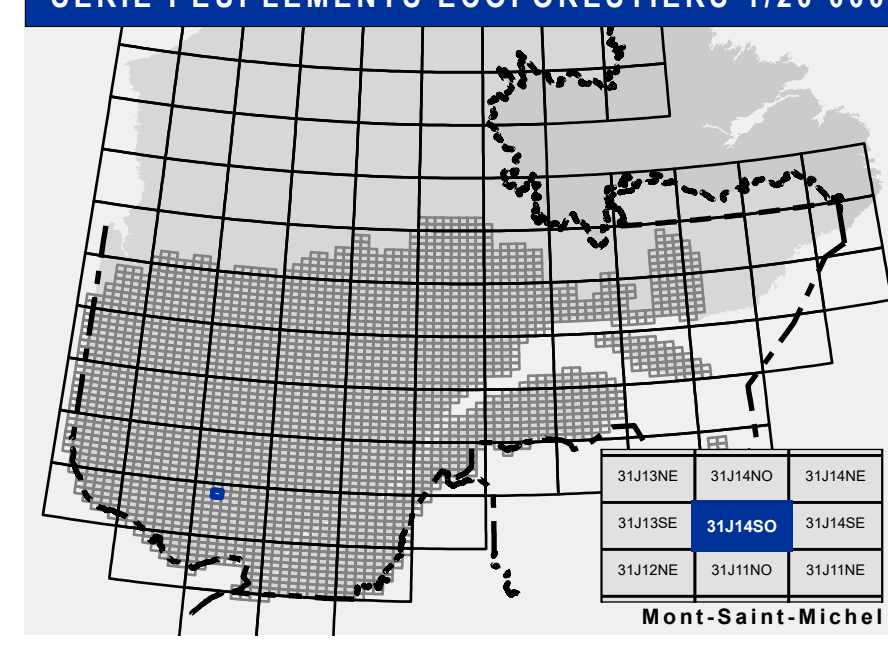 SÉRIE PEUPLEMENTS ÉCOFORESTIERS 1/20 000
31J13NE 31J14NO 31J14NE
31J13SE 31J14SO 31J14SE
31J12NE 31J11NO 31J11NE
Mont-Saint-Michel